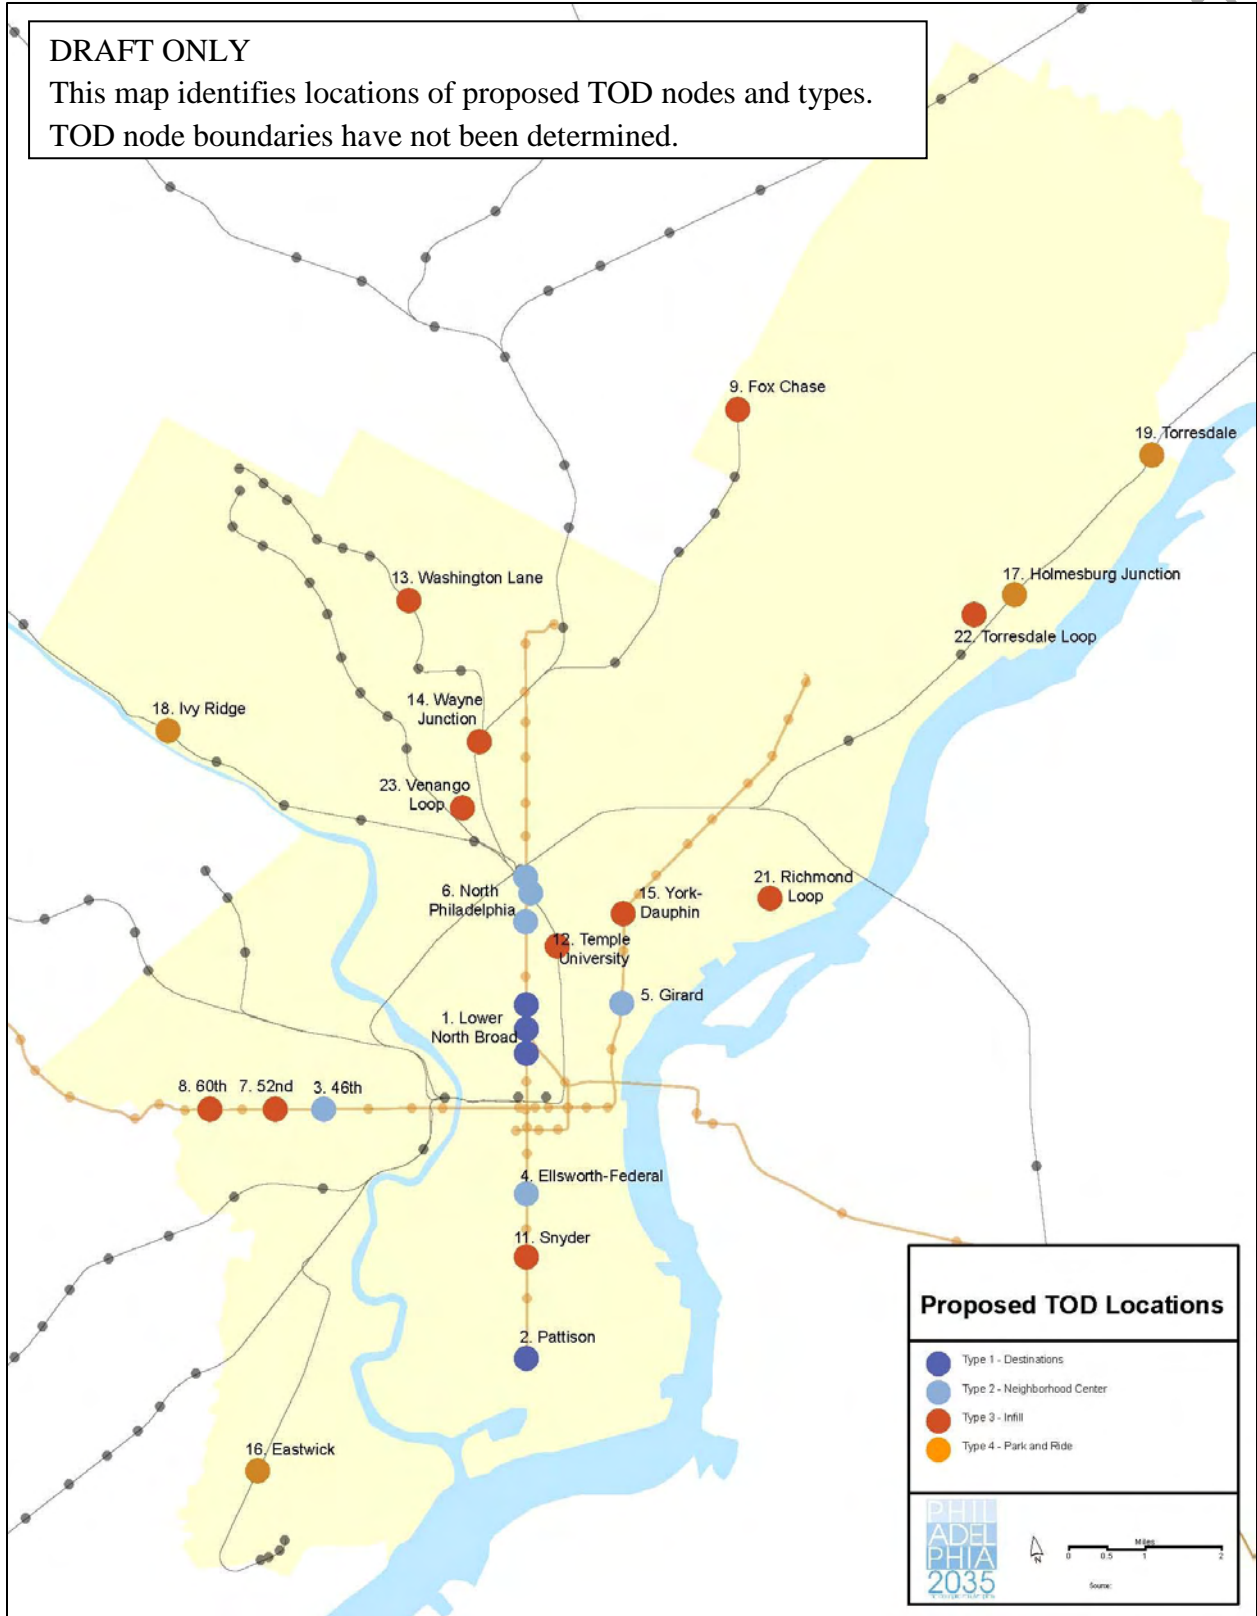 DRAFT ONLY
This map identifies locations of proposed TOD nodes and types.
TOD node boundaries have not been determined.
9. Fox Chase
19. Torresdale
13. Washington Lane
17. Holmesburg Junction
22. Torresdale Loop
14. Wayne
Junction
18. Ivy Ridge
23. Venango
Loop
6. North
Philadelphia
15. York-
Dauphin
21. Richmond
Loop
12. Temple
University
5. Girard
1. Lower
North Broad
8. 60th
7. 52nd
3. 46th
4. Ellsworth-Federal
11. Snyder
2. Pattison
16. Eastwick
Proposed TOD Locations
Type 1 - Destinations
Type 2 - Neighborhood Center
Type 3 - Infill
Type 4 - Park and Ride
PHIL
ADEL
PHIA
2035
N
Miles
0 0.5 1 2
Source: